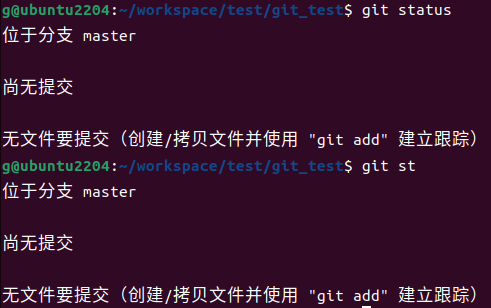 g@ubuntu2204:~/workspace/test/git_test$ git status
位于分支 master
尚无提交
无文件要提交（创建/拷贝文件并使用 "git add" 建立跟踪）
g@ubuntu2204:~/workspace/test/git_test$ git st
位于分支 master
尚无提交
无文件要提交（创建/拷贝文件并使用 "git add" 建立跟踪）